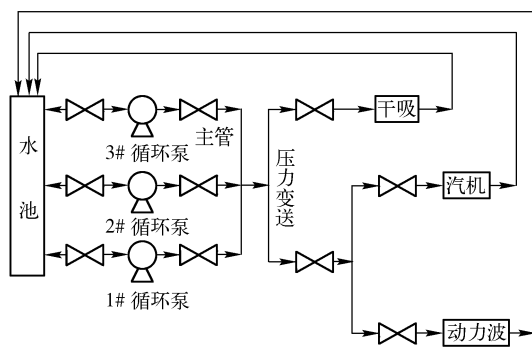 水池
3# 循环泵
主管
2# 循环泵
1# 循环泵
压力变送
干吸
汽机
动力波